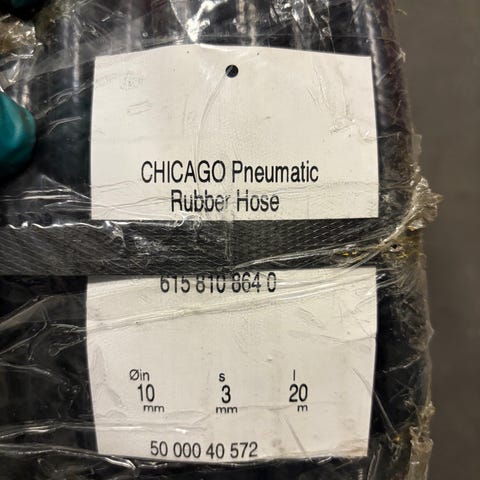 CHICAGO Pneumatic
Rubber Hose
615 810 864 0
Øin s l
10 3 20
mm mm m
50 000 40 572